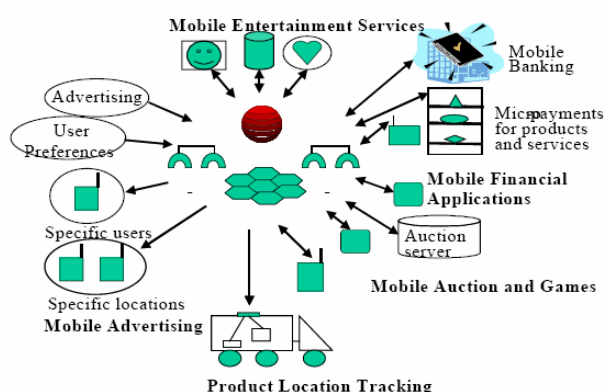 Mobile Entertainment Services
Mobile
Banking
Advertising
User
Preferences
Micropayments
for products
and services
Specific users
Mobile Financial
Applications
Auction
server
Specific locations
Mobile Advertising
Mobile Auction and Games
Product Location Tracking